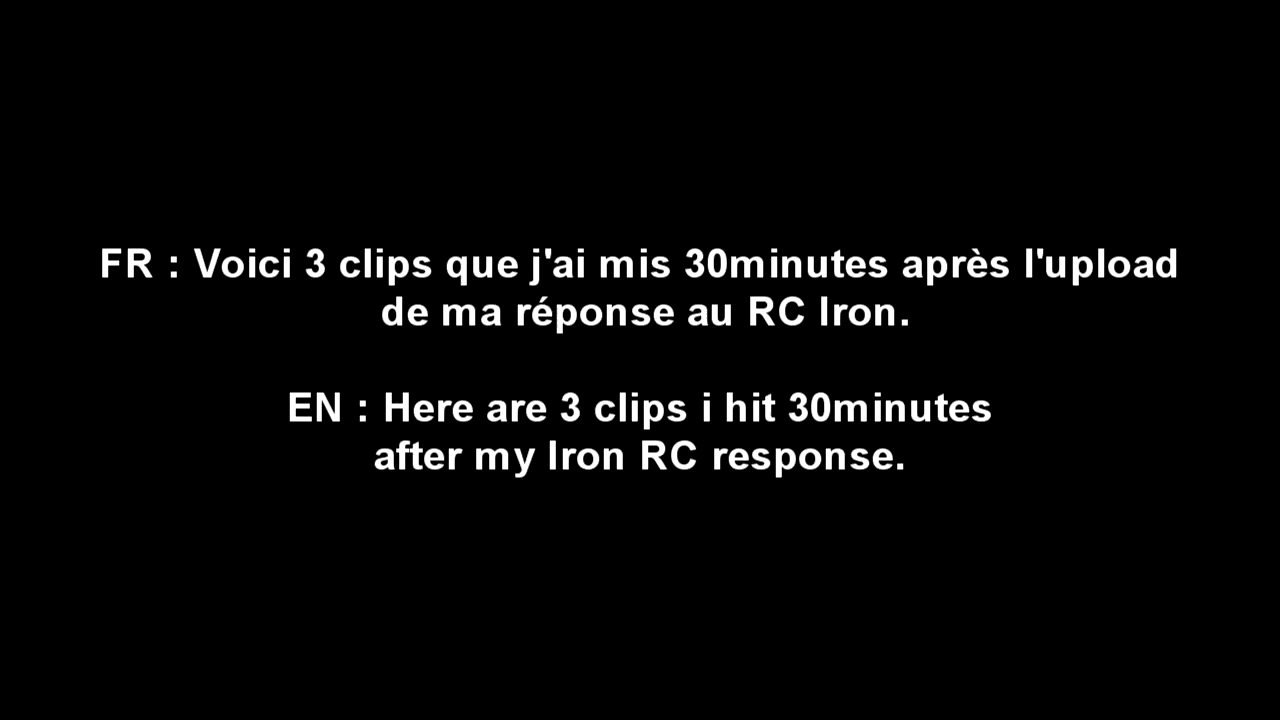 FR : Voici 3 clips que j'ai mis 30minutes après l'upload
de ma réponse au RC Iron.
EN : Here are 3 clips i hit 30minutes
after my Iron RC response.